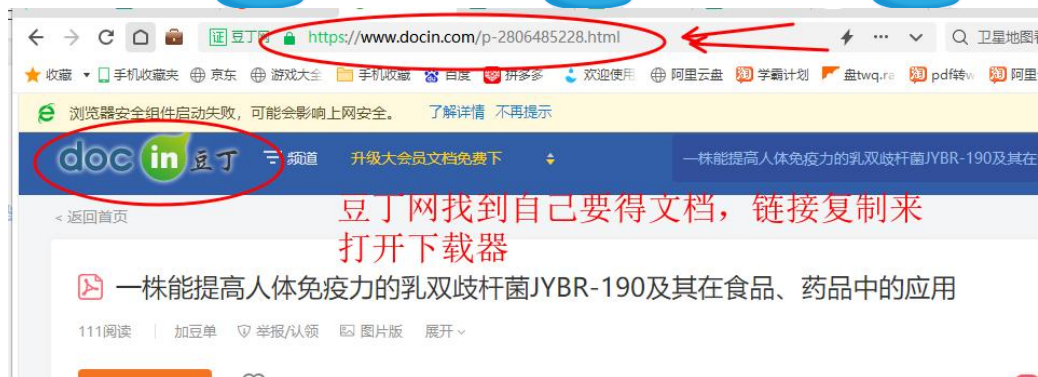 证 豆丁网 https://www.docin.com/p-2806485228.html
卫星地图
收藏 手机收藏夹 京东 游戏大全 手机收藏 百度 拼多多 欢迎使用 阿里云盘 学霸计划 盘twq.ra pdf转w 阿里
浏览器安全组件启动失败，可能会影响上网安全。 了解详情 不再提示
docin 豆丁 频道 升级大会员文档免费下 一株能提高人体免疫力的乳双歧杆菌JYBR-190及其在
<返回首页
豆丁网找到自己要得文档，链接复制来
打开下载器
一株能提高人体免疫力的乳双歧杆菌JYBR-190及其在食品、药品中的应用
111阅读 加豆单 举报/认领 图片版 展开